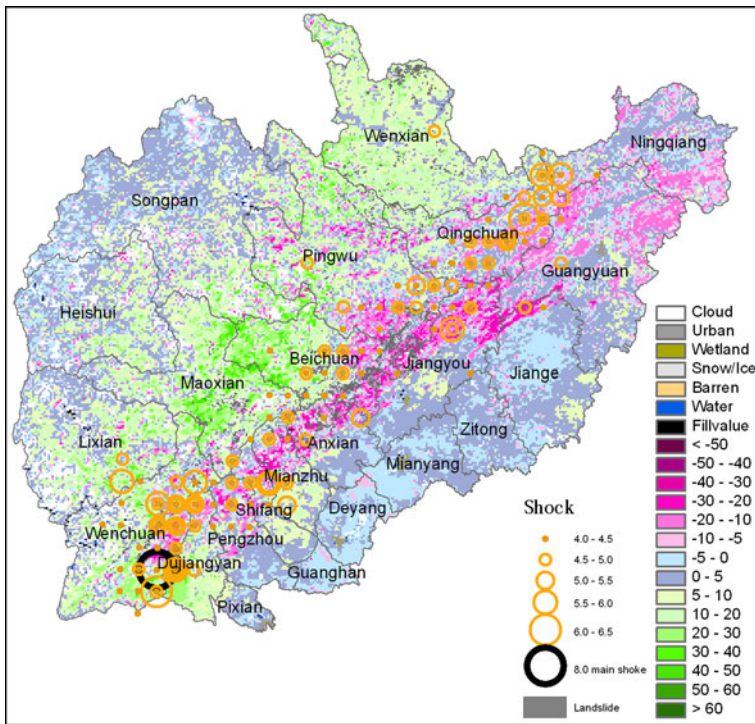 Wenxian
Ningqiang
Songpan
Qingchuan
Pingwu
Guangyuan
Heishui
Beichuan
Jiangyou
Maoxian
Jiange
Lixian
Anxian
Zitong
Mianyang
Mianzhu
Shifang
Deyang
Wenchuan
Pengzhou
Dujiangyan
Guanghan
Pixian
Shock
4.0 - 4.5
4.5 - 5.0
5.0 - 5.5
5.5 - 6.0
6.0 - 6.5
8.0 main shoke
Landslide
Cloud
Urban
Wetland
Snow/Ice
Barren
Water
Fillvalue
< -50
-50 - -40
-40 - -30
-30 - -20
-20 - -10
-10 - -5
-5 - 0
0 - 5
5 - 10
10 - 20
20 - 30
30 - 40
40 - 50
50 - 60
> 60